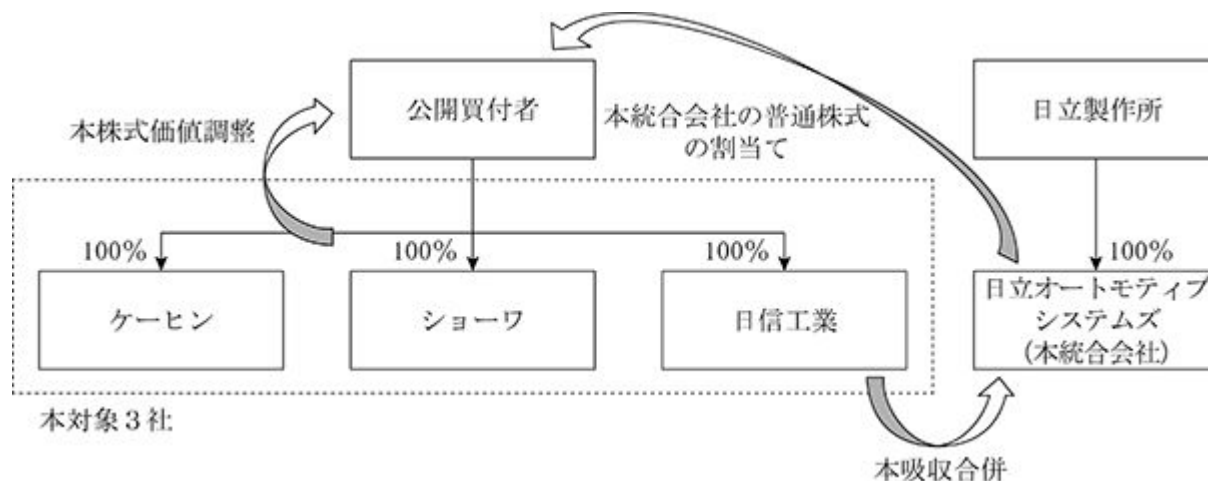 公開買付者
日立製作所
本株式価値調整
本統合会社の普通株式
の割当て
100%
100%
100%
100%
ケーヒン
ショーワ
日信工業
日立オートモティブ
システムズ
(本統合会社)
本対象3社
本吸収合併